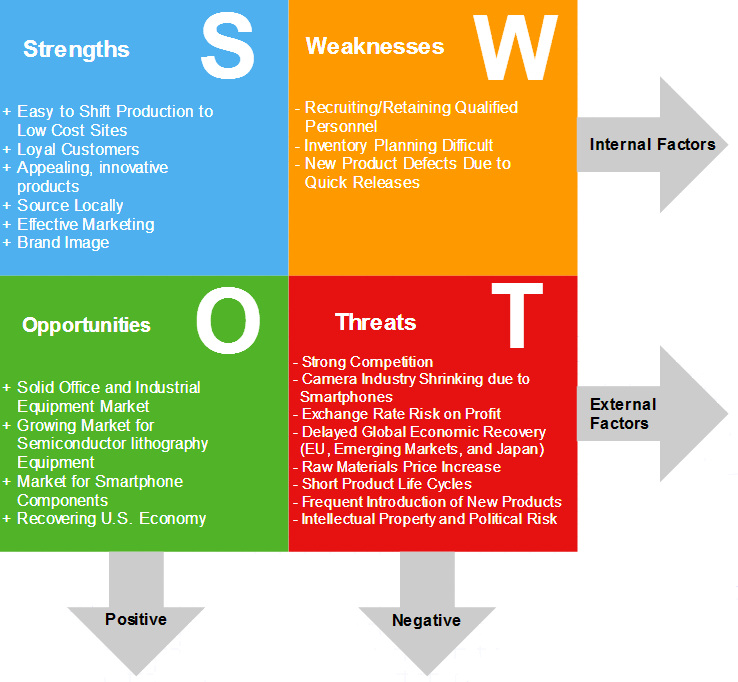 Strengths
S
+ Easy to Shift Production to
Low Cost Sites
+ Loyal Customers
+ Appealing, innovative
products
+ Source Locally
+ Effective Marketing
+ Brand Image
Weaknesses
W
- Recruiting/Retaining Qualified
Personnel
- Inventory Planning Difficult
- New Product Defects Due to
Quick Releases
Internal Factors
Opportunities
O
+ Solid Office and Industrial
Equipment Market
+ Growing Market for
Semiconductor lithography
Equipment
+ Market for Smartphone
Components
+ Recovering U.S. Economy
Threats
T
- Strong Competition
- Camera Industry Shrinking due to
Smartphones
- Exchange Rate Risk on Profit
- Delayed Global Economic Recovery
(EU, Emerging Markets, and Japan)
- Raw Materials Price Increase
- Short Product Life Cycles
- Frequent Introduction of New Products
- Intellectual Property and Political Risk
External
Factors
Positive
Negative